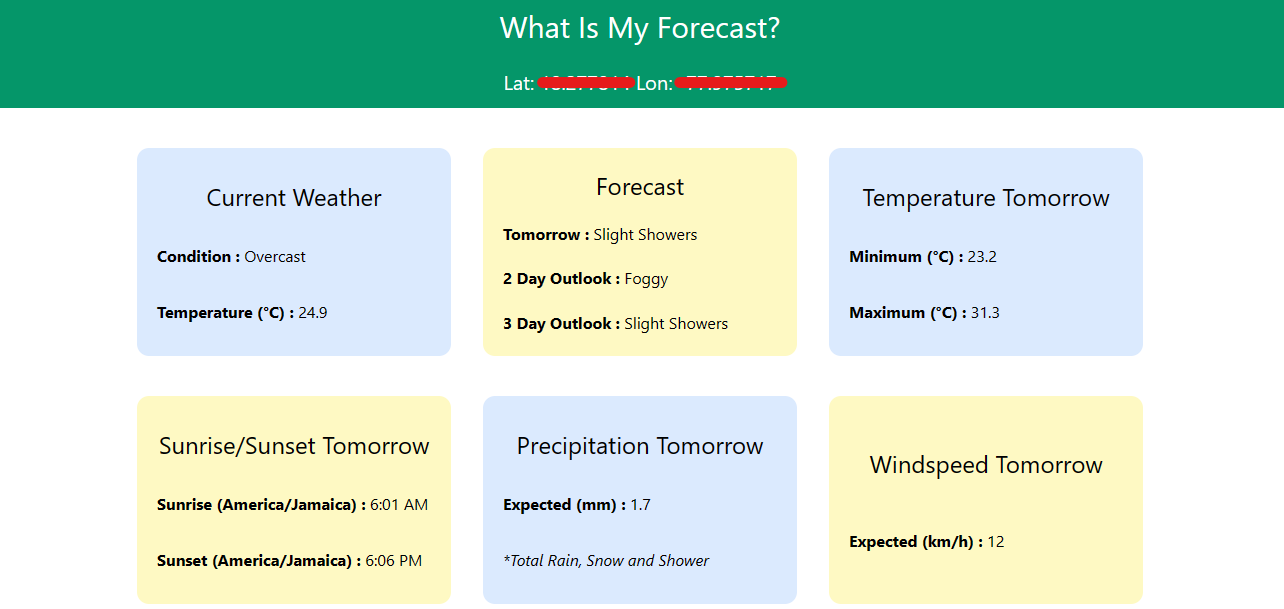 What Is My Forecast?
Lat: Lon:
Current Weather
Condition : Overcast
Temperature (°C) : 24.9
Forecast
Tomorrow : Slight Showers
2 Day Outlook : Foggy
3 Day Outlook : Slight Showers
Temperature Tomorrow
Minimum (°C) : 23.2
Maximum (°C) : 31.3
Sunrise/Sunset Tomorrow
Sunrise (America/Jamaica) : 6:01 AM
Sunset (America/Jamaica) : 6:06 PM
Precipitation Tomorrow
Expected (mm) : 1.7
*Total Rain, Snow and Shower
Windspeed Tomorrow
Expected (km/h) : 12